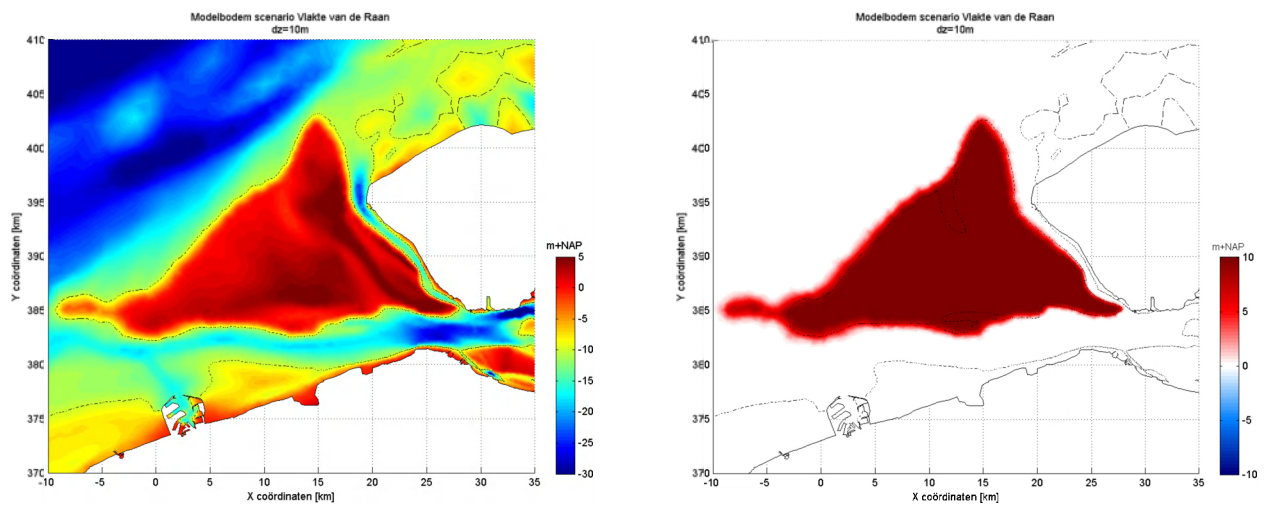 Modelbodem scenario Vlakte van de Raan
dz=10m
410
405
400
395
390
385
380
375
370
Y coördinaten [km]
-10 -5 0 5 10 15 20 25 30 35
X coördinaten [km]
m+NAP
5
0
-5
-10
-15
-20
-25
-30
Modelbodem scenario Vlakte van de Raan
dz=10m
410
405
400
395
390
385
380
375
370
Y coördinaten [km]
-10 -5 0 5 10 15 20 25 30 35
X coördinaten [km]
m+NAP
10
5
0
-5
-10